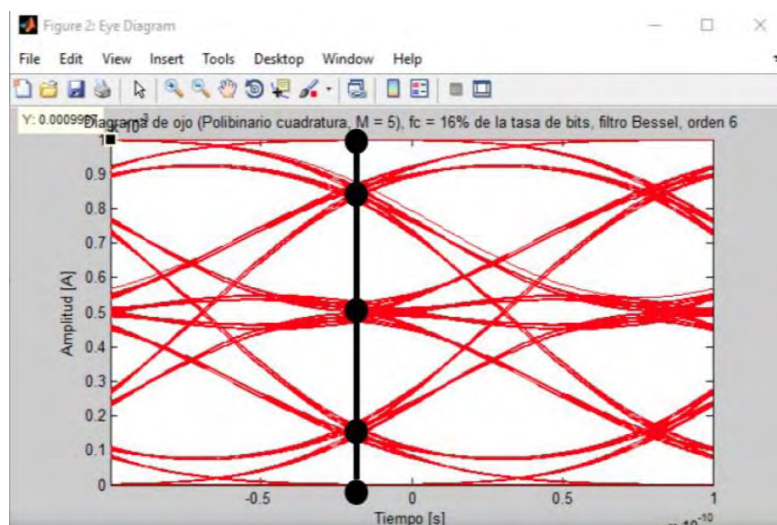 Figure 2: Eye Diagram
File Edit View Insert Tools Desktop Window Help
Y: 0.000999
Diagrama de ojo (Polibinario cuadratura, M = 5), fc = 16% de la tasa de bits, filtro Bessel, orden 6
1
0.9
0.8
0.7
0.6
0.5
0.4
0.3
0.2
0.1
0
Amplitud [A]
-0.5 0 0.5 1
Tiempo [s]